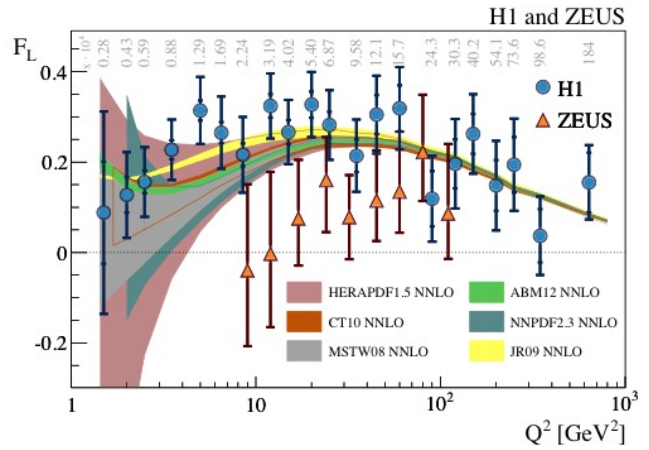 H1 and ZEUS
F_L
x 10⁴
0.28
0.43
0.59
0.88
1.29
1.69
2.24
3.19
4.02
5.40
6.87
9.58
12.1
15.7
24.3
30.3
40.2
54.1
73.6
98.6
184
0.4
0.2
0
-0.2
H1
ZEUS
HERAPDF1.5 NNLO
CT10 NNLO
MSTW08 NNLO
ABM12 NNLO
NNPDF2.3 NNLO
JR09 NNLO
1 10 10² 10³
Q² [GeV²]